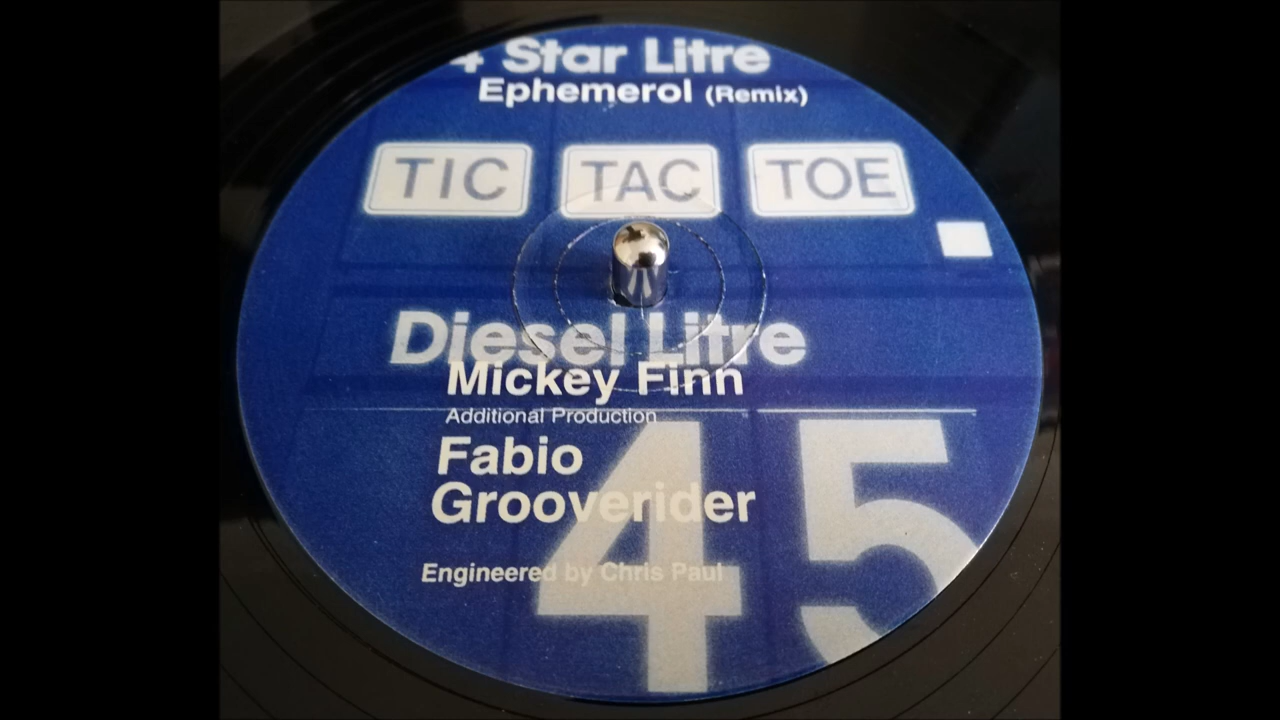 4 Star Litre
Ephemerol (Remix)
TIC TAC TOE
Diesel Litre
Mickey Finn
Additional Production
Fabio
Grooverider
45
Engineered by Chris Paul